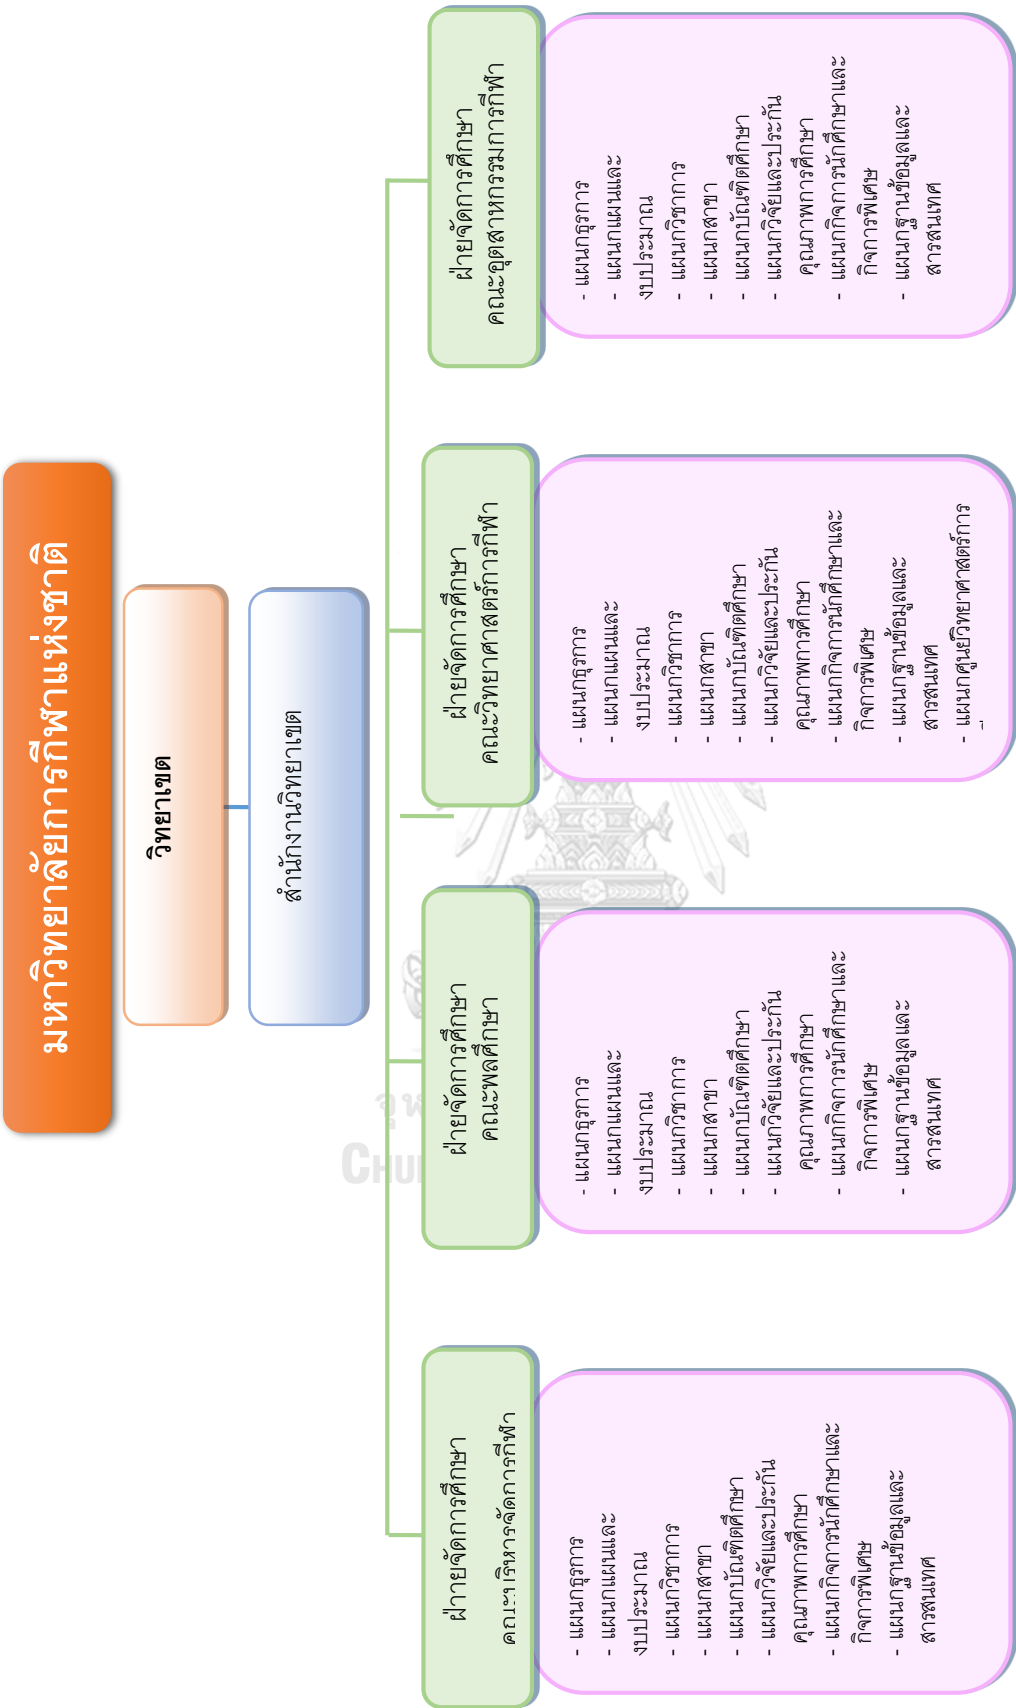 มหาวิทยาลัยการกีฬาแห่งชาติ
วิทยาเขต
สำนักงานวิทยาเขต
ฝ่ายจัดการศึกษา
คณะบริหารจัดการกีฬา
- แผนกธุรการ
- แผนกแผนและ
งบประมาณ
- แผนกวิชาการ
- แผนกสาขา
- แผนกบัณฑิตศึกษา
- แผนกวิจัยและประกัน
คุณภาพการศึกษา
- แผนกกิจการนักศึกษาและ
กิจการพิเศษ
- แผนกฐานข้อมูลและ
สารสนเทศ
ฝ่ายจัดการศึกษา
คณะพลศึกษา
- แผนกธุรการ
- แผนกแผนและ
งบประมาณ
- แผนกวิชาการ
- แผนกสาขา
- แผนกบัณฑิตศึกษา
- แผนกวิจัยและประกัน
คุณภาพการศึกษา
- แผนกกิจการนักศึกษาและ
กิจการพิเศษ
- แผนกฐานข้อมูลและ
สารสนเทศ
ฝ่ายจัดการศึกษา
คณะวิทยาศาสตร์การกีฬา
- แผนกธุรการ
- แผนกแผนและ
งบประมาณ
- แผนกวิชาการ
- แผนกสาขา
- แผนกบัณฑิตศึกษา
- แผนกวิจัยและประกัน
คุณภาพการศึกษา
- แผนกกิจการนักศึกษาและ
กิจการพิเศษ
- แผนกฐานข้อมูลและ
สารสนเทศ
- แผนกศูนย์วิทยาศาสตร์การ
ฝ่ายจัดการศึกษา
คณะอุตสาหกรรมการกีฬา
- แผนกธุรการ
- แผนกแผนและ
งบประมาณ
- แผนกวิชาการ
- แผนกสาขา
- แผนกบัณฑิตศึกษา
- แผนกวิจัยและประกัน
คุณภาพการศึกษา
- แผนกกิจการนักศึกษาและ
กิจการพิเศษ
- แผนกฐานข้อมูลและ
สารสนเทศ